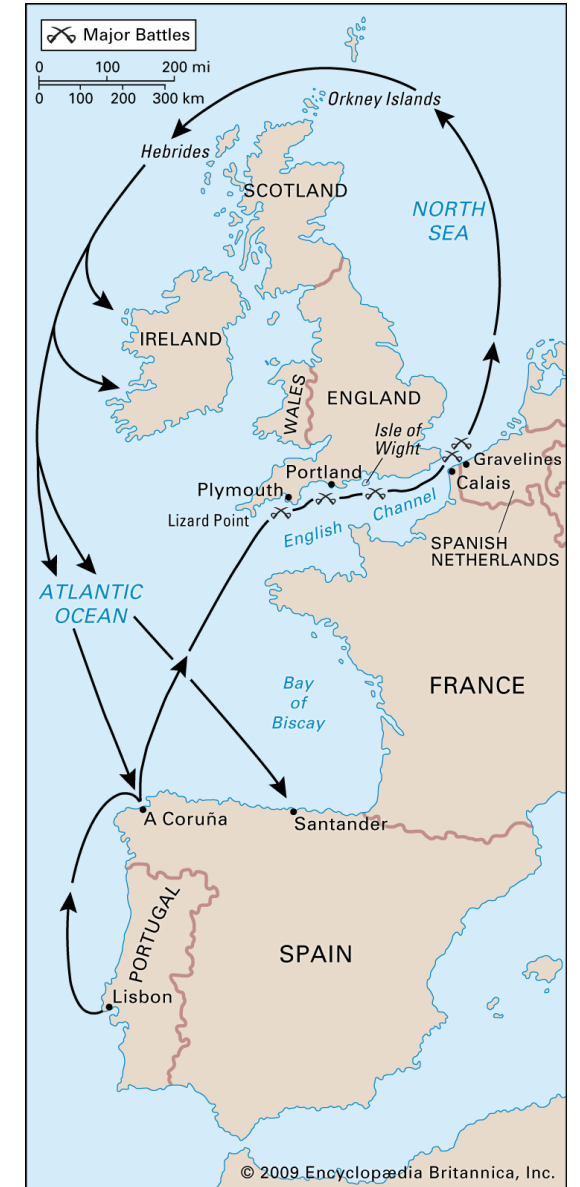 Major Battles
0 100 200 mi
0 100 200 300 km
Orkney Islands
Hebrides
SCOTLAND
NORTH
SEA
IRELAND
WALES
ENGLAND
Isle of
Wight
Portland
Plymouth
Gravelines
Calais
Lizard Point
English Channel
SPANISH
NETHERLANDS
ATLANTIC
OCEAN
FRANCE
Bay
of
Biscay
A Coruña
Santander
PORTUGAL
SPAIN
Lisbon
© 2009 Encyclopædia Britannica, Inc.